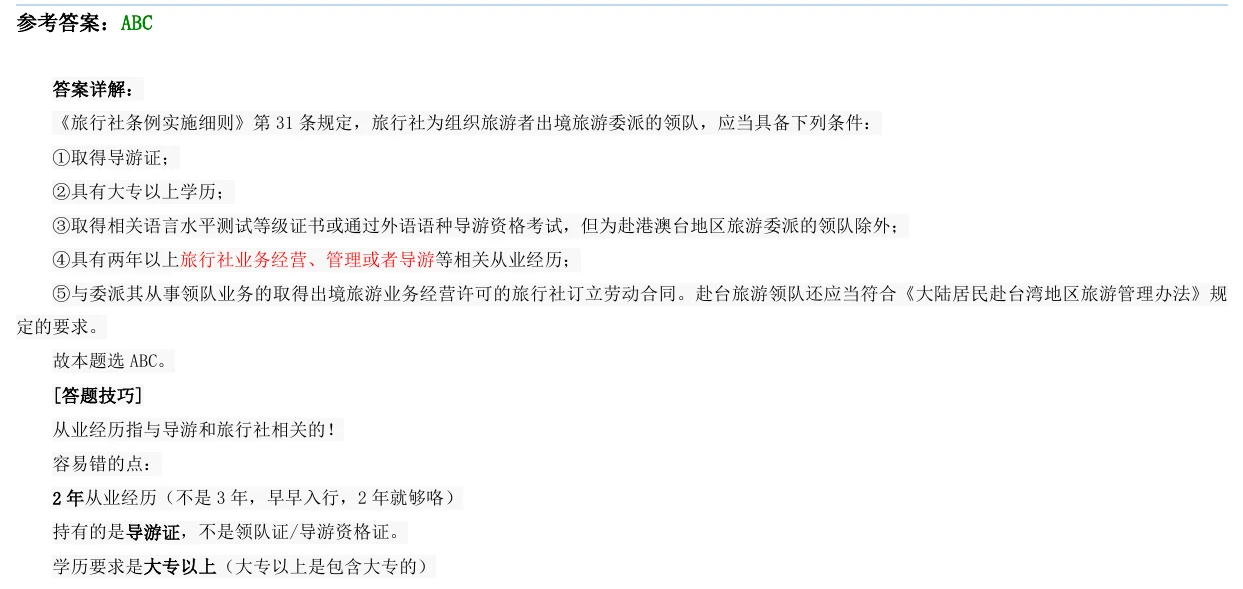 参考答案：ABC
答案详解：
《旅行社条例实施细则》第 31 条规定，旅行社为组织旅游者出境旅游委派的领队，应当具备下列条件：
①取得导游证；
②具有大专以上学历；
③取得相关语言水平测试等级证书或通过外语语种导游资格考试，但为赴港澳台地区旅游委派的领队除外；
④具有两年以上旅行社业务经营、管理或者导游等相关从业经历；
⑤与委派其从事领队业务的取得出境旅游业务经营许可的旅行社订立劳动合同。赴台旅游领队还应当符合《大陆居民赴台湾地区旅游管理办法》规
定的要求。
故本题选 ABC。
[答题技巧]
从业经历指与导游和旅行社相关的！
容易错的点：
2 年从业经历（不是 3 年，早早入行，2 年就够咯）
持有的是导游证，不是领队证/导游资格证。
学历要求是大专以上（大专以上是包含大专的）